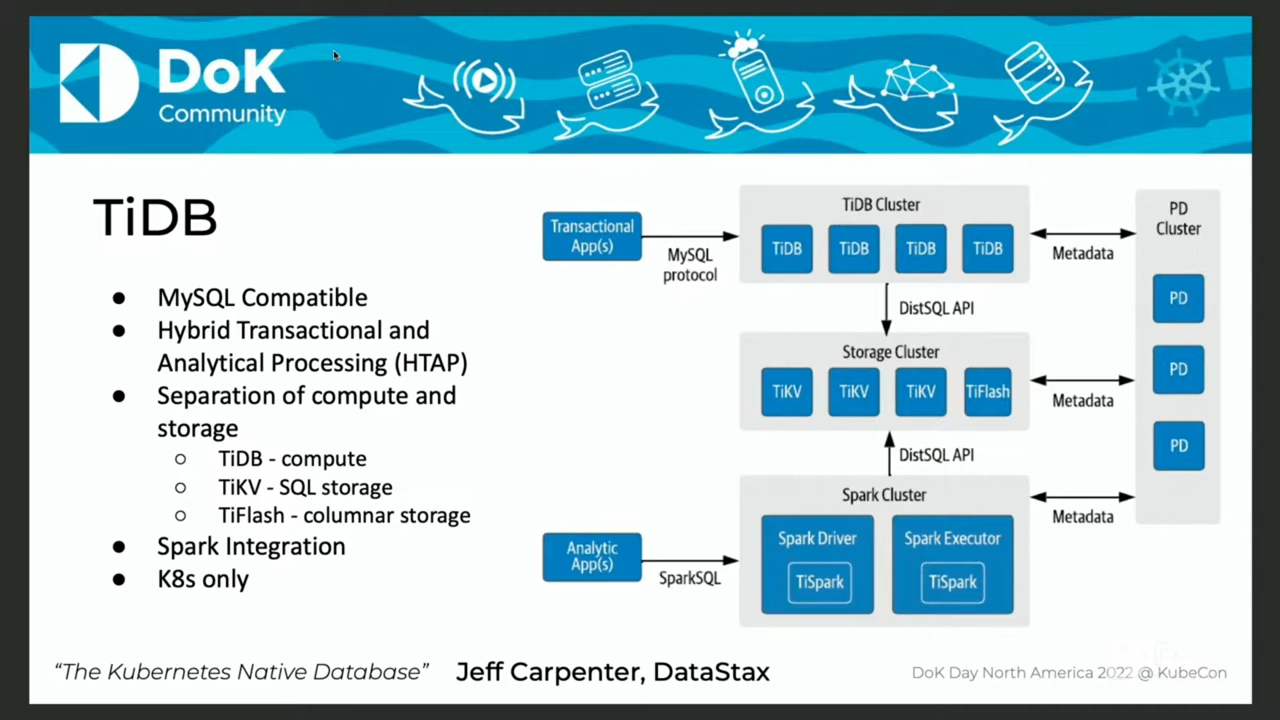 DoK
Community
TiDB
● MySQL Compatible
● Hybrid Transactional and
Analytical Processing (HTAP)
● Separation of compute and
storage
○ TiDB - compute
○ TiKV - SQL storage
○ TiFlash - columnar storage
● Spark Integration
● K8s only
Transactional
App(s)
MySQL
protocol
TiDB Cluster
TiDB TiDB TiDB TiDB
Metadata
PD
Cluster
PD
PD
PD
DistSQL API
Storage Cluster
TiKV TiKV TiKV TiFlash
Metadata
DistSQL API
Spark Cluster
Spark Driver
TiSpark
Spark Executor
TiSpark
Metadata
Analytic
App(s)
SparkSQL
“The Kubernetes Native Database” Jeff Carpenter, DataStax
DoK Day North America 2022 @ KubeCon